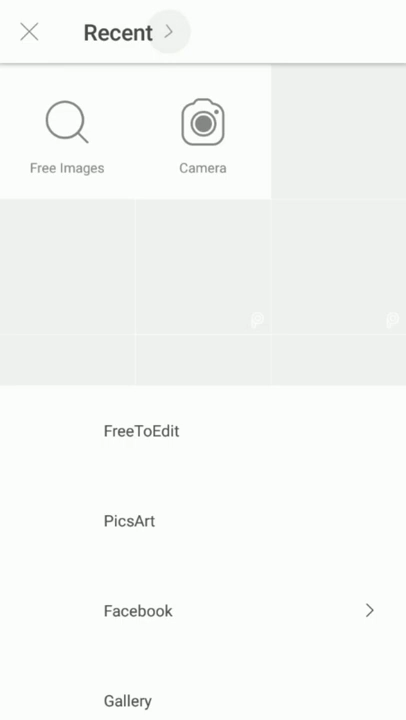 Recent
Free Images
Camera
FreeToEdit
PicsArt
Facebook
Gallery